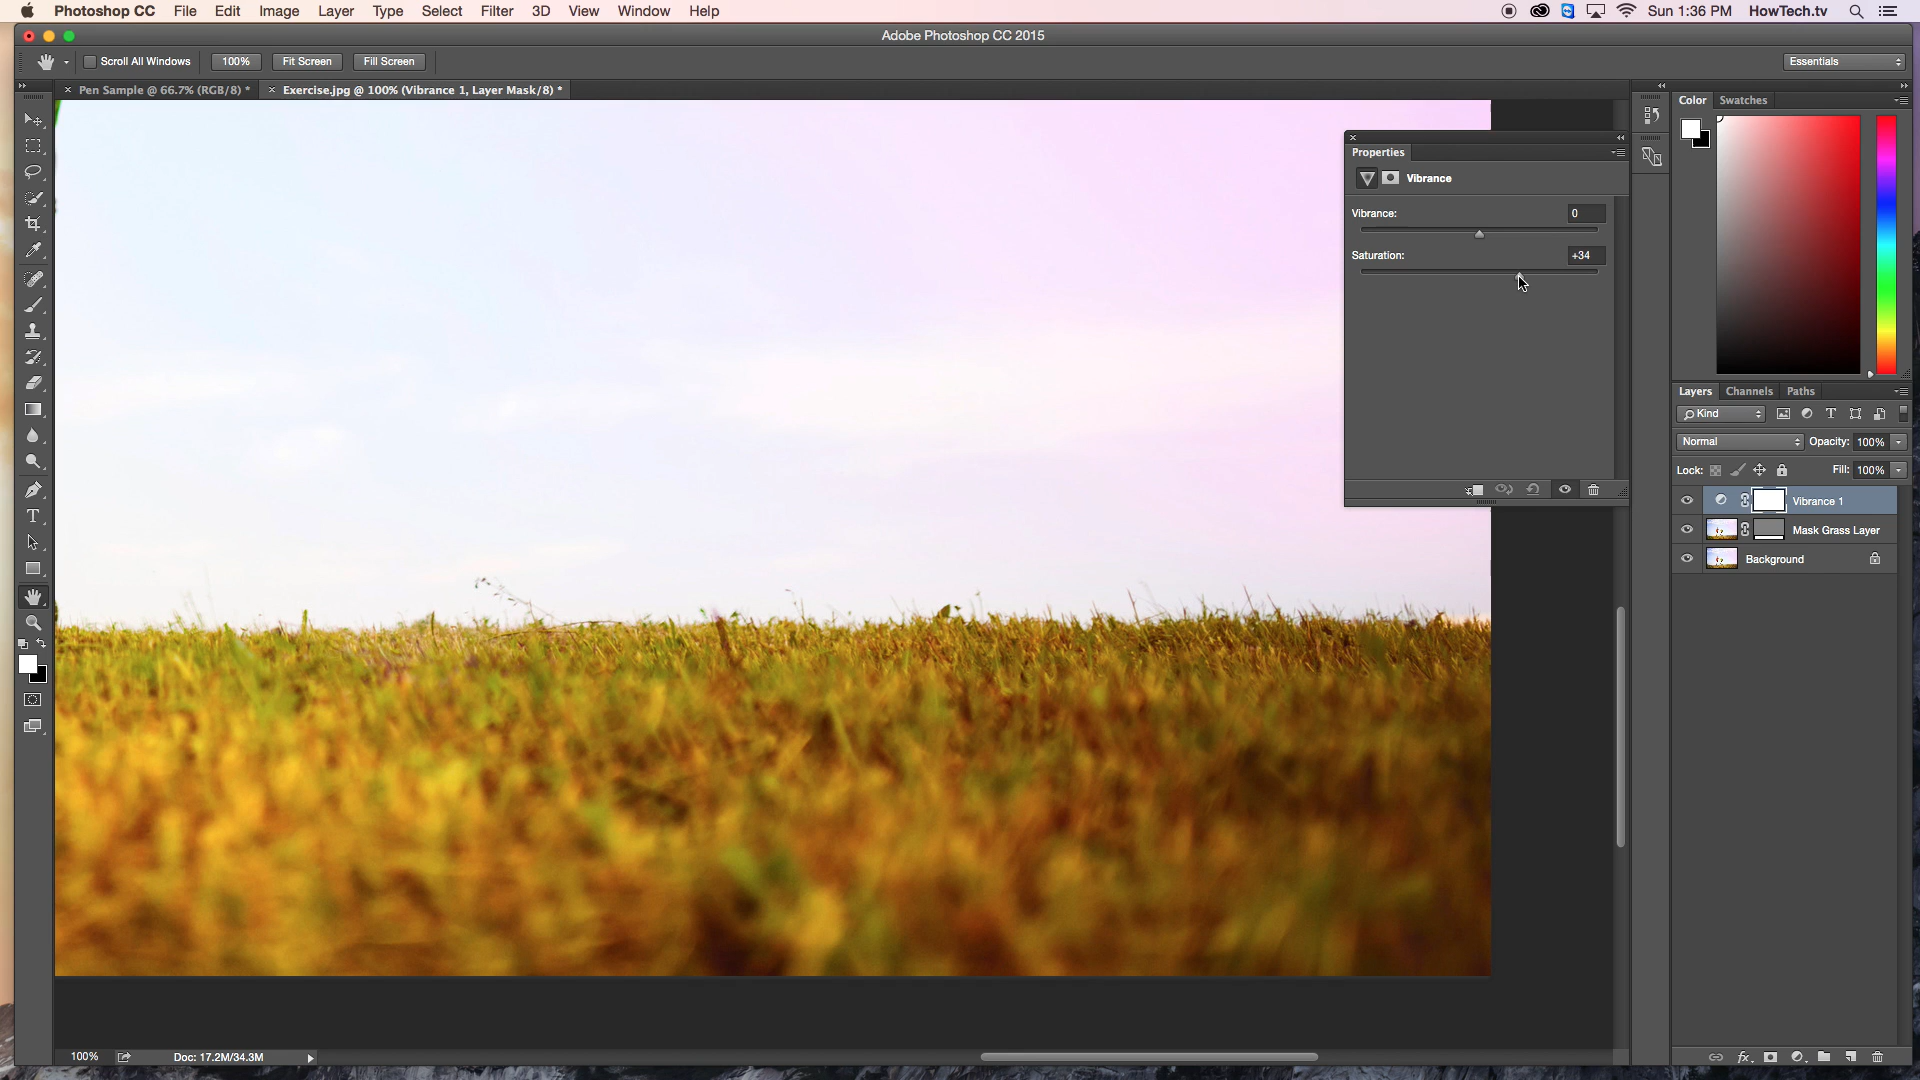 Photoshop CC File Edit Image Layer Type Select Filter 3D View Window Help Sun 1:36 PM HowTech.tv
Adobe Photoshop CC 2015
Scroll All Windows 100% Fit Screen Fill Screen Essentials
Pen Sample @ 66.7% (RGB/8) * Exercise.jpg @ 100% (Vibrance 1, Layer Mask/8) *
Color Swatches
Properties
Vibrance
Vibrance: 0
Saturation: +34
Layers Channels Paths
Kind
Normal Opacity: 100%
Lock: Fill: 100%
Vibrance 1
Mask Grass Layer
Background
100% Doc: 17.2M/34.3M